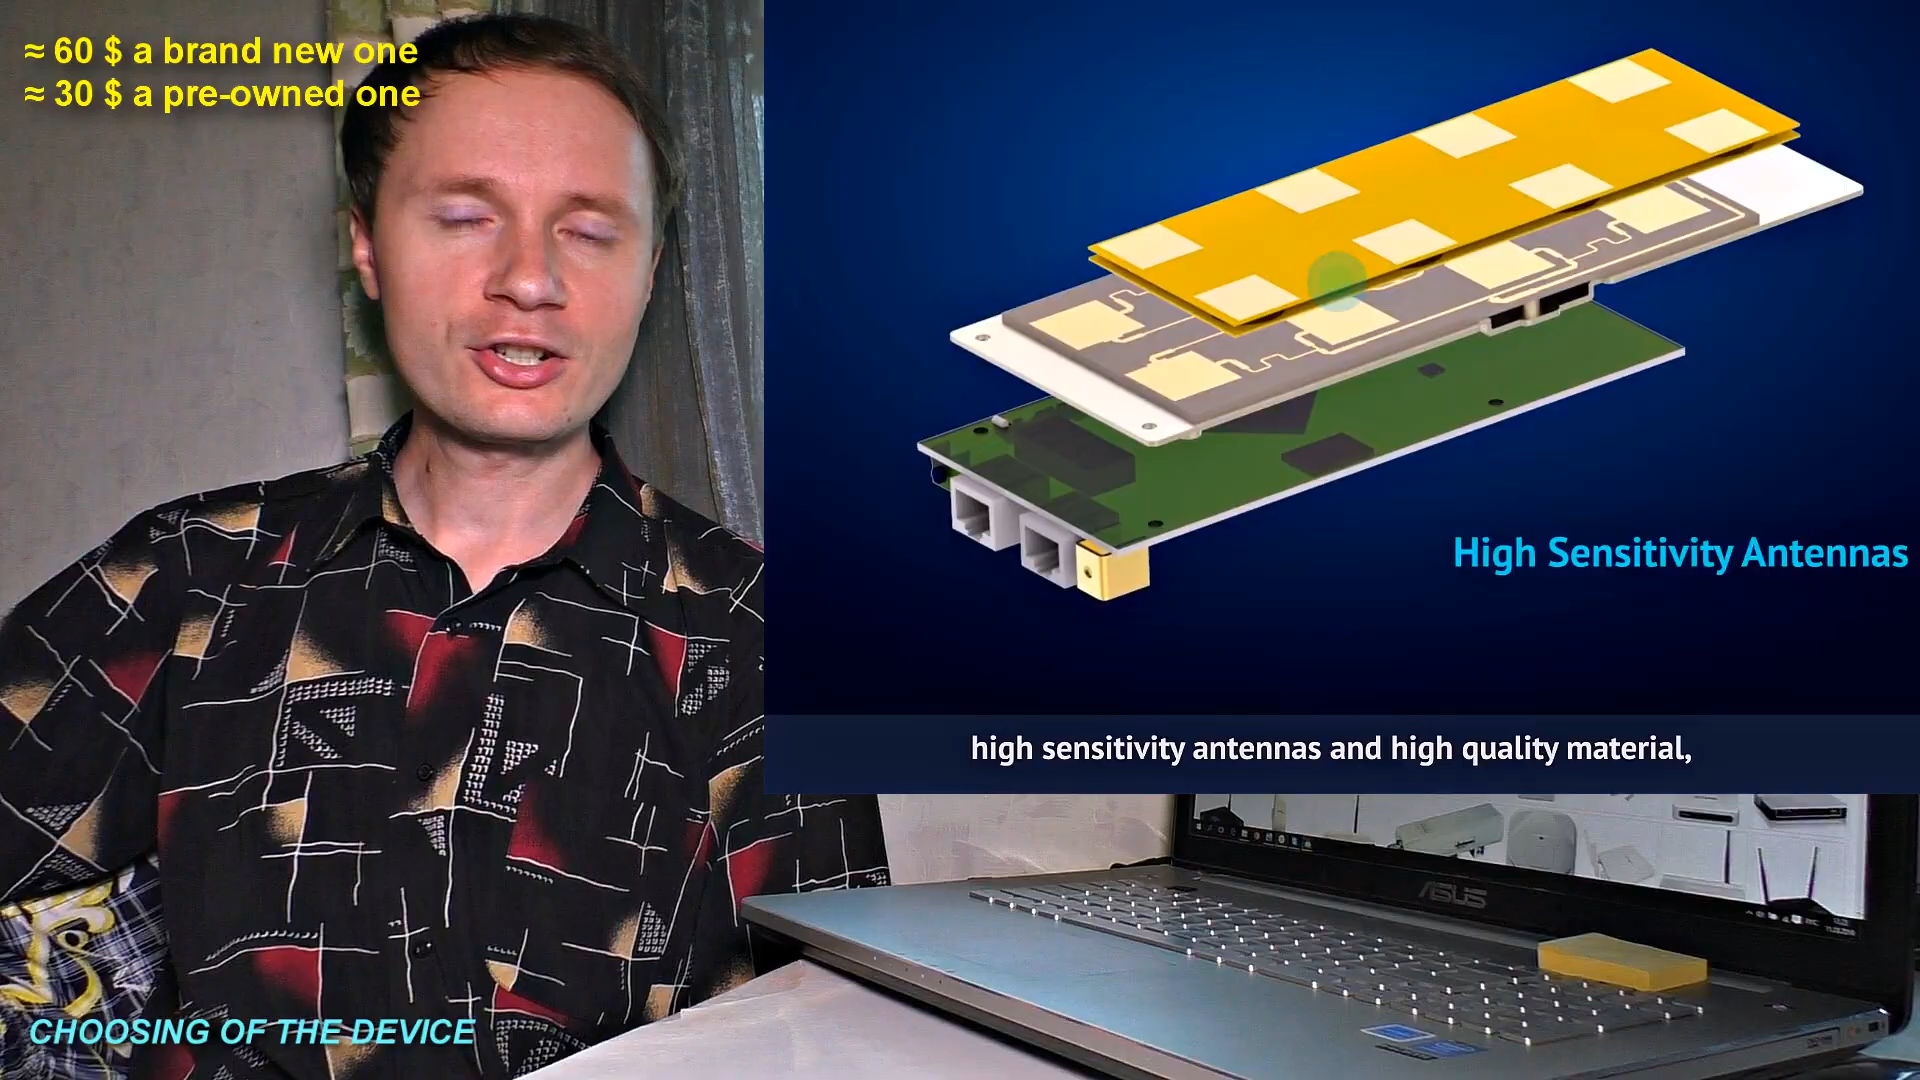 ≈ 60 $ a brand new one
≈ 30 $ a pre-owned one
High Sensitivity Antennas
high sensitivity antennas and high quality material,
ASUS
CHOOSING OF THE DEVICE